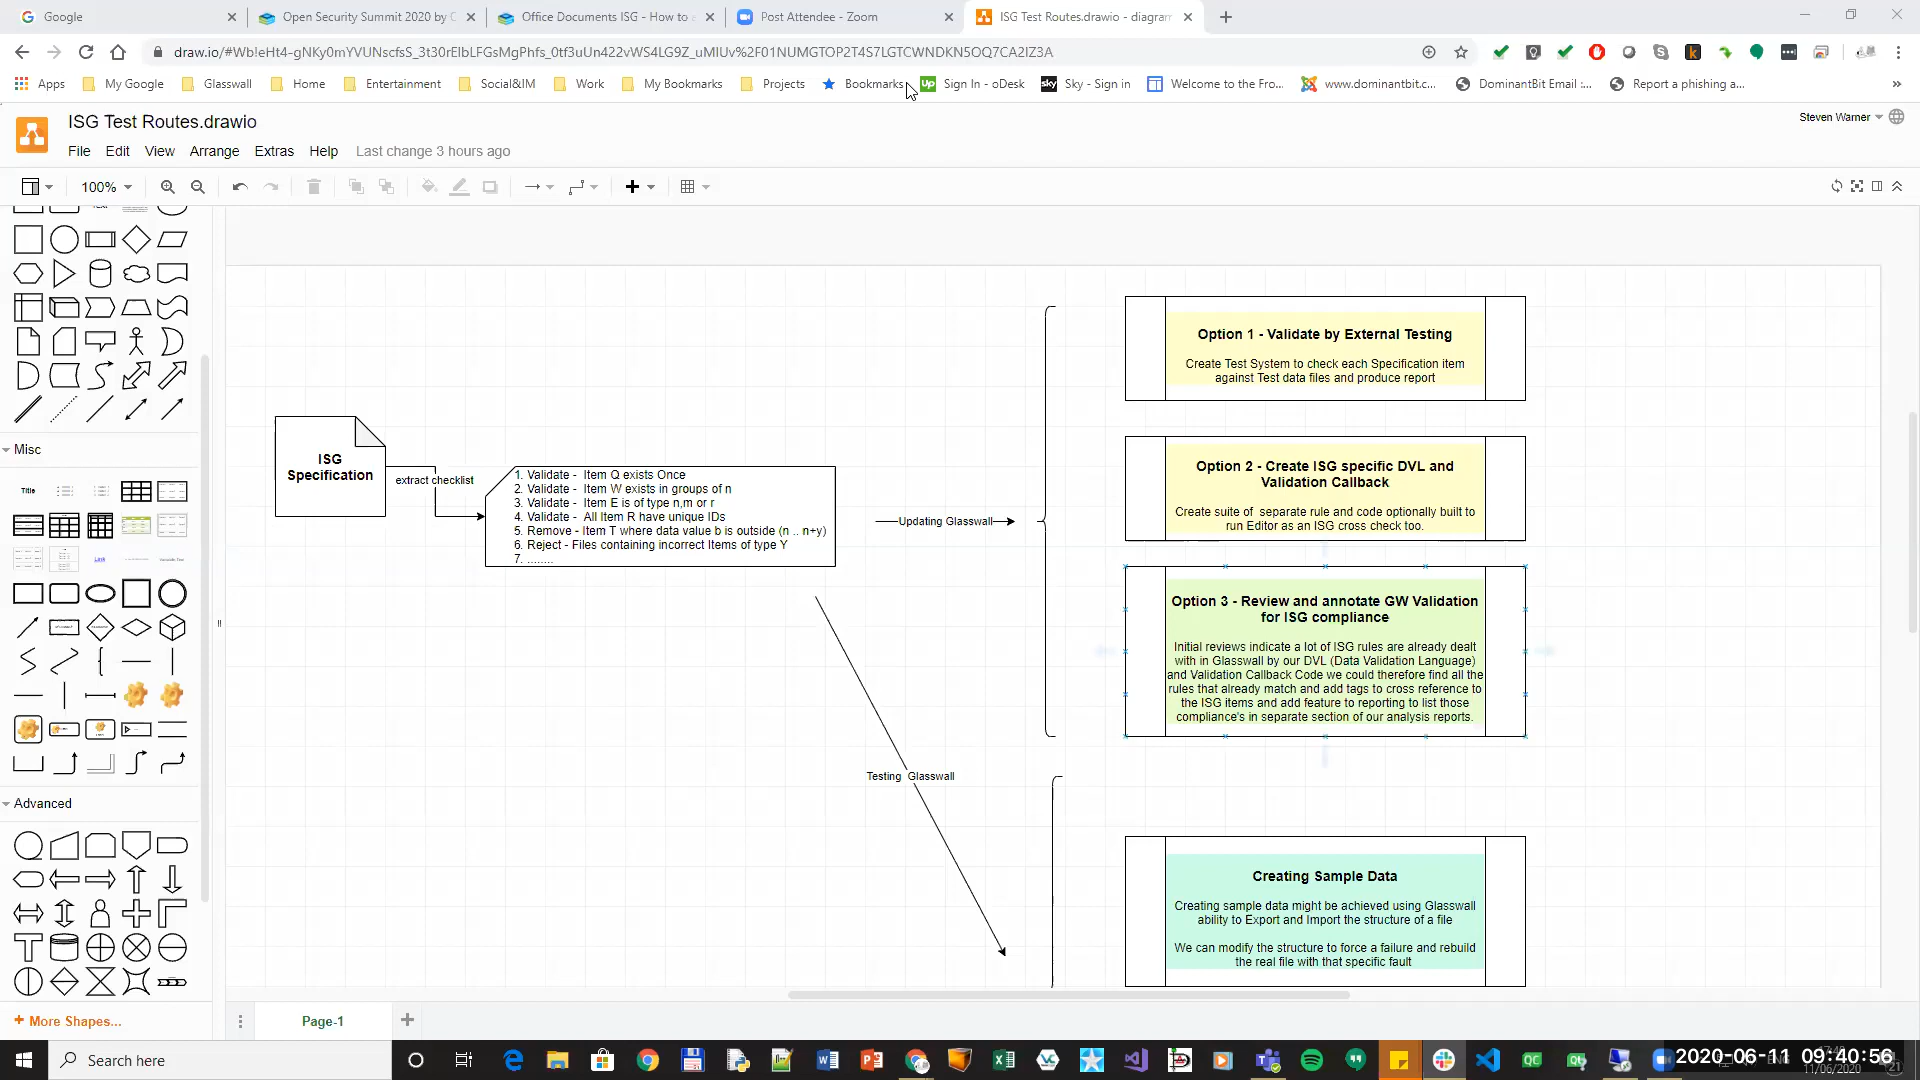 Google
Open Security Summit 2020 by C
Office Documents ISG - How to e
Post Attendee - Zoom
ISG Test Routes.drawio - diagram
draw.io/#Wb!eHt4-gNKy0mYVUNscfsS_3t30rEIbLFGsMgPhfs_0tf3uUn422vWS4LG9Z_uMIUv%2F01NUMGTOP2T4S7LGTCWNDKN5OQ7CA2IZ3A
Apps
My Google
Glasswall
Home
Entertainment
Social&IM
Work
My Bookmarks
Projects
Bookmarks
Sign In - oDesk
Sky - Sign in
Welcome to the Fro...
www.dominantbit.c...
DominantBit Email :...
Report a phishing a...
ISG Test Routes.drawio
Steven Warner
File Edit View Arrange Extras Help Last change 3 hours ago
100%
Option 1 - Validate by External Testing
Create Test System to check each Specification item
against Test data files and produce report
ISG
Specification
extract checklist
1. Validate - Item Q exists Once
2. Validate - Item W exists in groups of n
3. Validate - Item E is of type n,m or r
4. Validate - All Item R have unique IDs
5. Remove - Item T where data value b is outside (n .. n+y)
6. Reject - Files containing incorrect Items of type Y
7. ........
Updating Glasswall
Option 2 - Create ISG specific DVL and
Validation Callback
Create suite of separate rule and code optionally built to
run Editor as an ISG cross check too.
Option 3 - Review and annotate GW Validation
for ISG compliance
Initial reviews indicate a lot of ISG rules are already dealt
with in Glasswall by our DVL (Data Validation Language)
and Validation Callback Code we could therefore find all the
rules that already match and add tags to cross reference to
the ISG items and add feature to reporting to list those
compliance's in separate section of our analysis reports.
Testing Glasswall
Creating Sample Data
Creating sample data might be achieved using Glasswall
ability to Export and Import the structure of a file
We can modify the structure to force a failure and rebuild
the real file with that specific fault
Misc
Title
Advanced
+ More Shapes...
Page-1
Search here
2020-06-11 09:40:56
11/06/2020